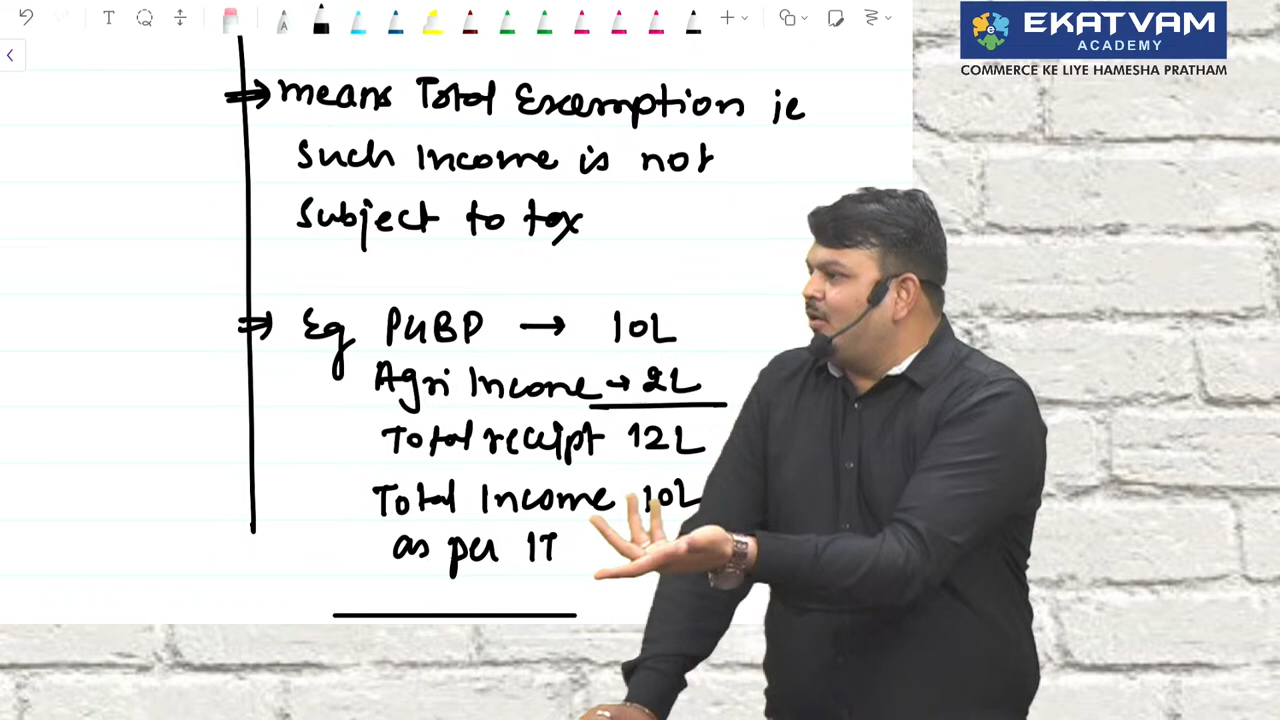 EKATVAM
ACADEMY
COMMERCE KE LIYE HAMESHA PRATHAM
means Total Exemption ie
Such Income is not
Subject to tax
Eg PUBP → 10L
Agri Income → 2L
Total receipt 12L
Total Income 10L
as per IT